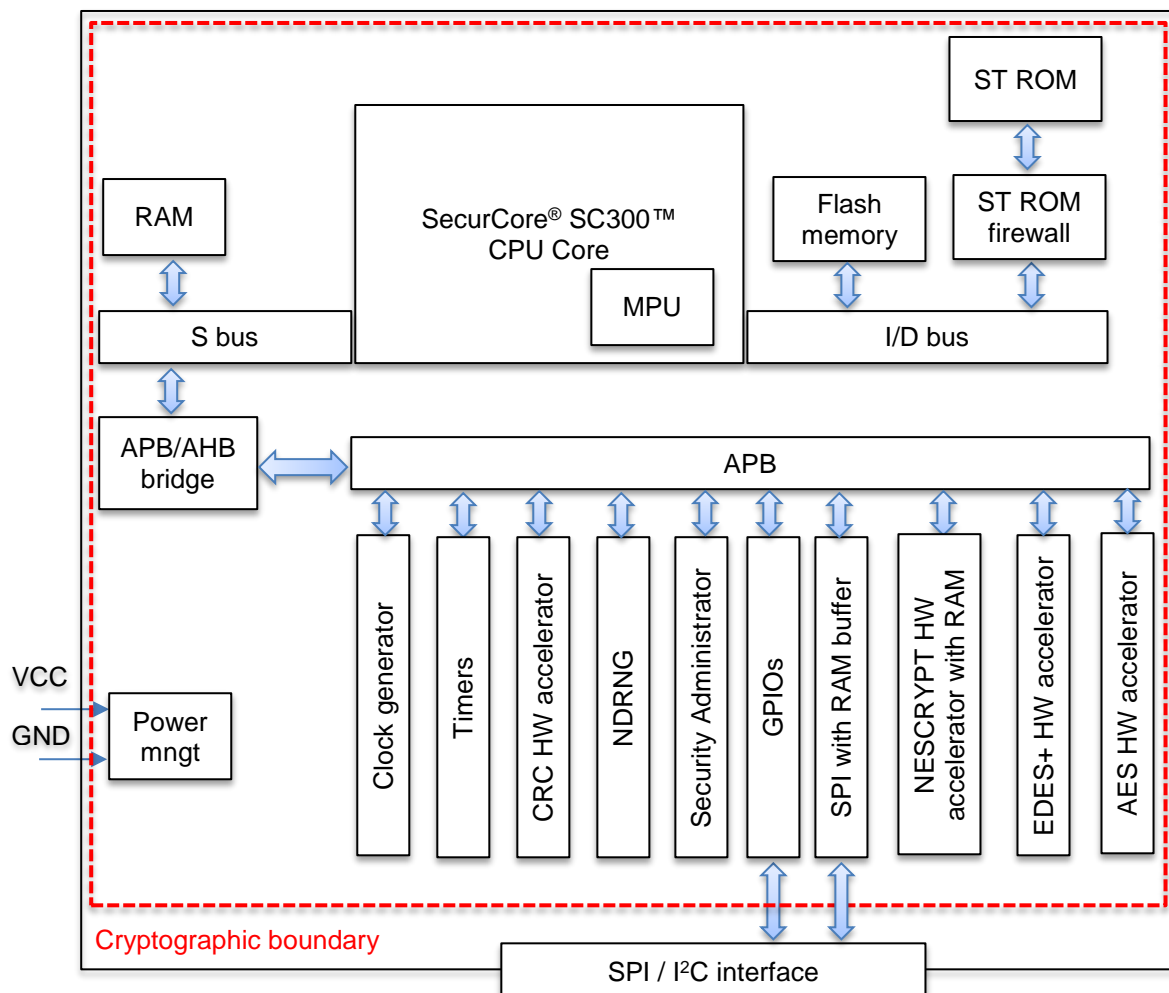 ST ROM
RAM
SecurCore® SC300™
CPU Core
Flash
memory
ST ROM
firewall
MPU
S bus
I/D bus
APB/AHB
bridge
APB
Clock generator
Timers
CRC HW accelerator
NDRNG
Security Administrator
GPIOs
SPI with RAM buffer
NESCRYPT HW
accelerator with RAM
EDES+ HW accelerator
AES HW accelerator
VCC
GND
Power
mngt
Cryptographic boundary
SPI / I²C interface